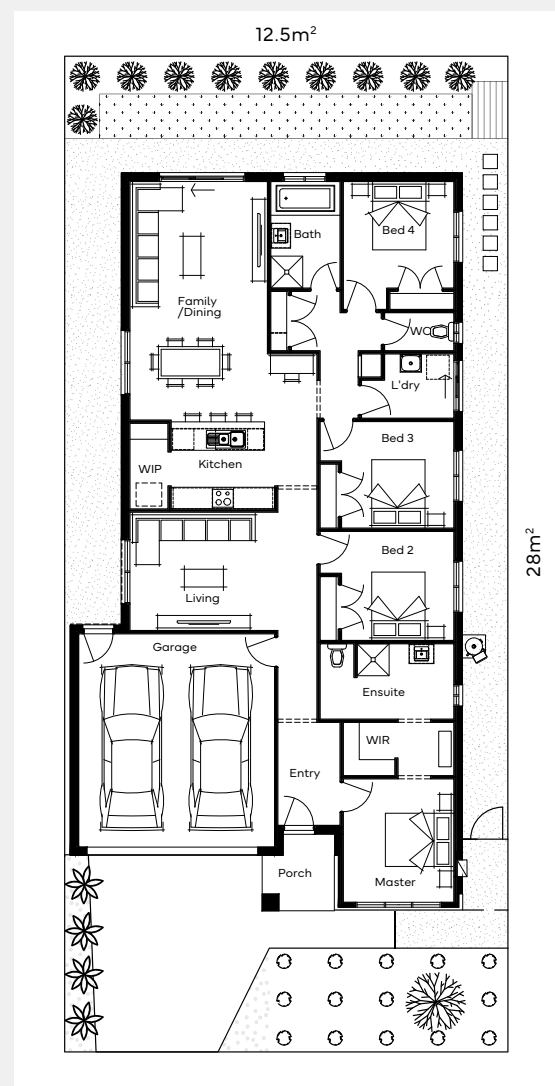 12.5m²
Bath
Bed 4
Family
/Dining
WC
L'dry
Bed 3
Kitchen
WIP
Bed 2
28m²
Living
Garage
Ensuite
WIR
Entry
Porch
Master